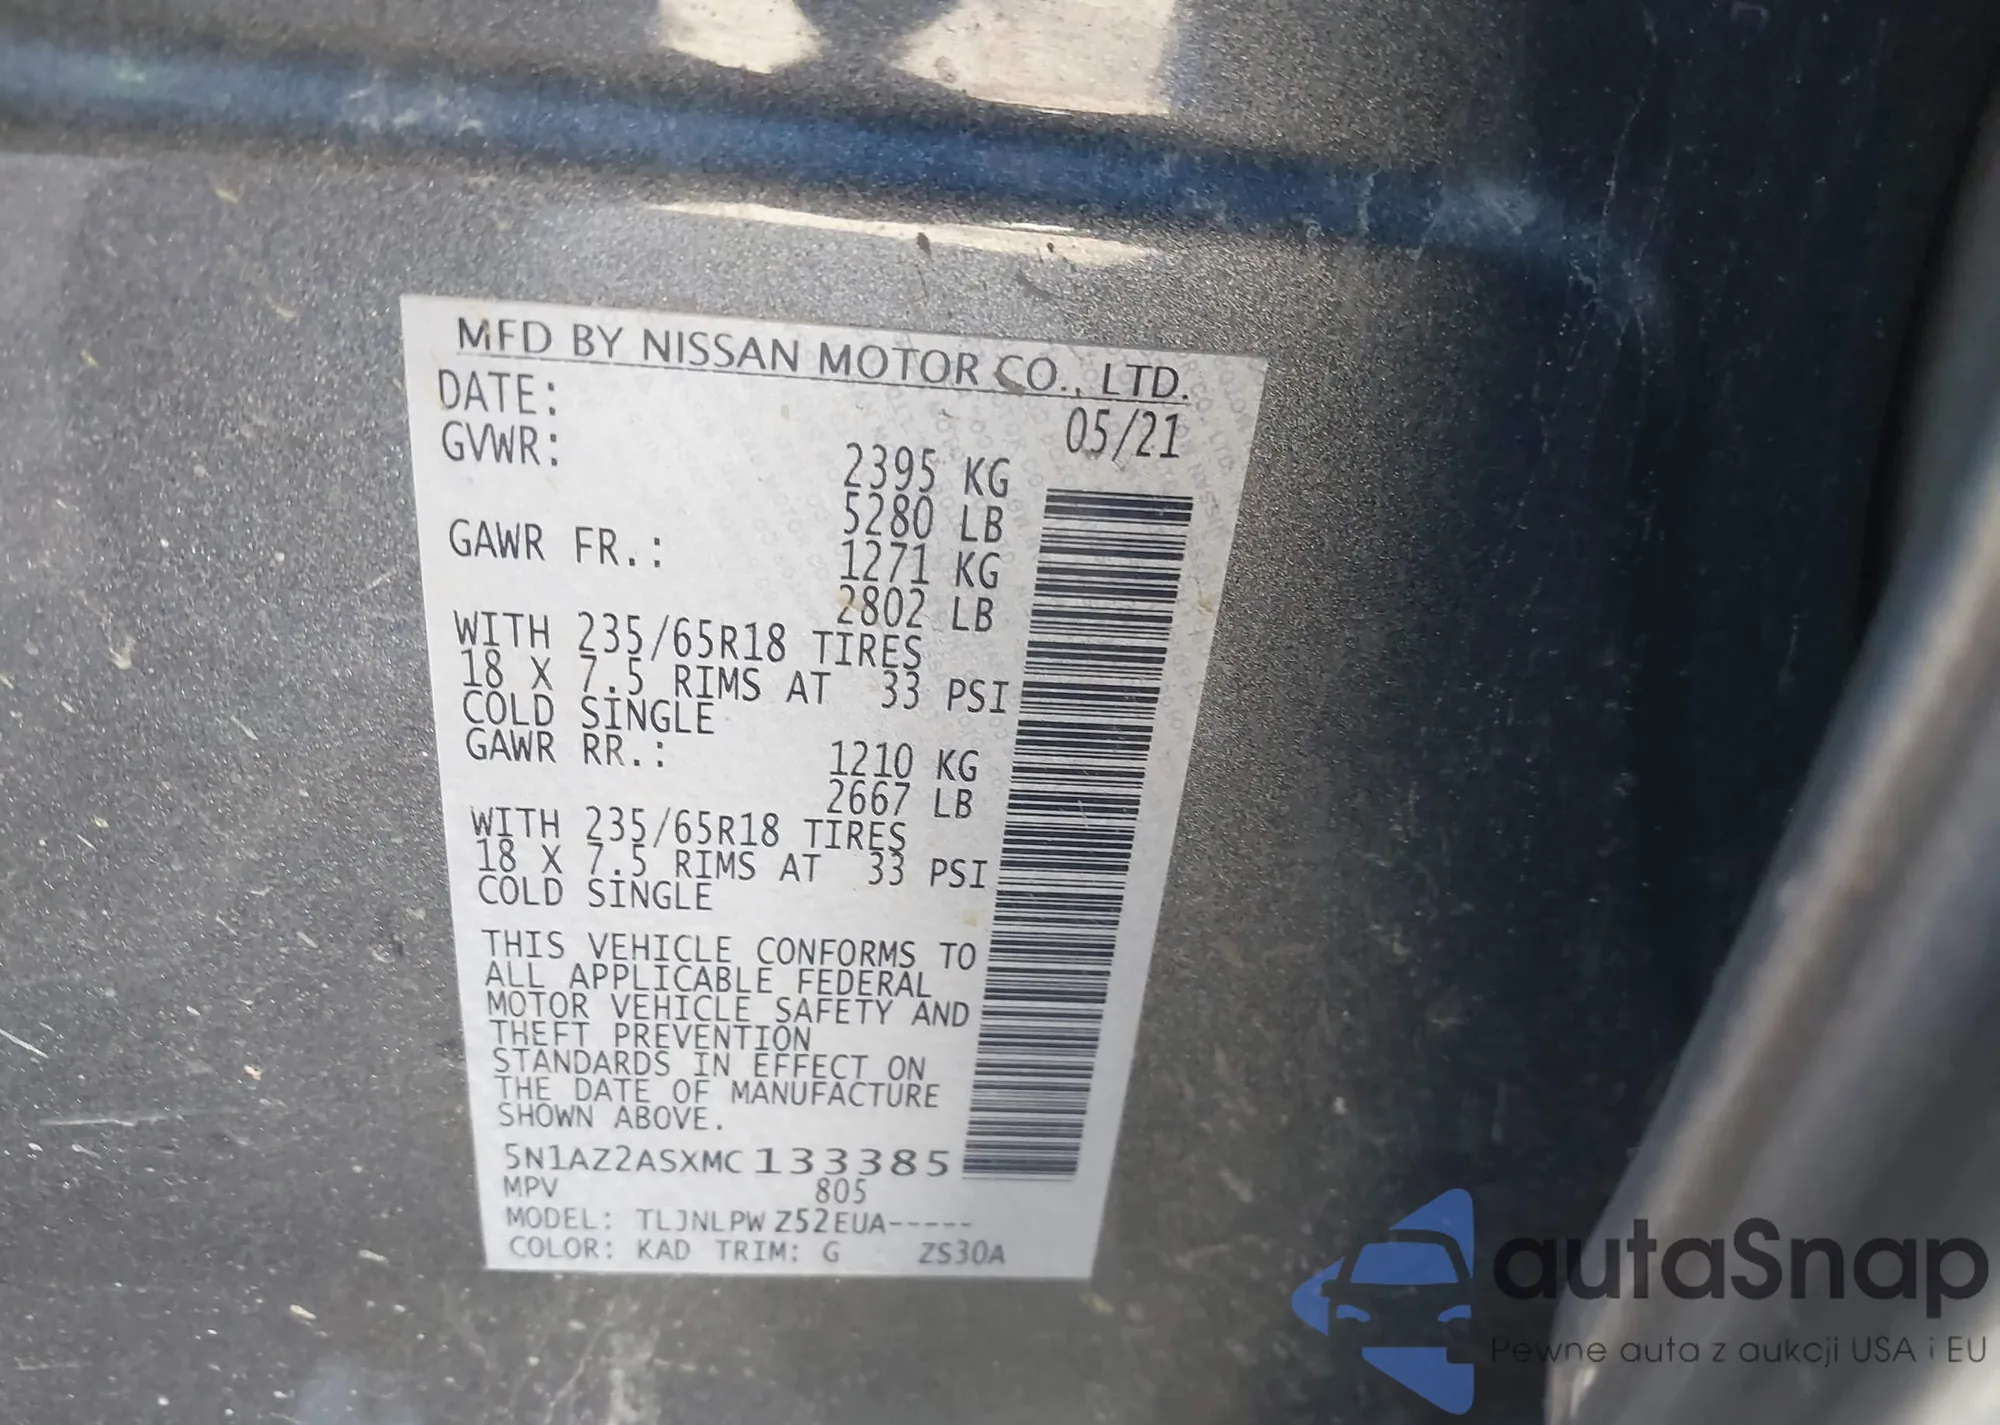 MFD BY NISSAN MOTOR CO., LTD.
DATE: 05/21
GVWR: 2395 KG
5280 LB
GAWR FR.: 1271 KG
2802 LB
WITH 235/65R18 TIRES
18 X 7.5 RIMS AT 33 PSI
COLD SINGLE
GAWR RR.: 1210 KG
2667 LB
WITH 235/65R18 TIRES
18 X 7.5 RIMS AT 33 PSI
COLD SINGLE
THIS VEHICLE CONFORMS TO
ALL APPLICABLE FEDERAL
MOTOR VEHICLE SAFETY AND
THEFT PREVENTION
STANDARDS IN EFFECT ON
THE DATE OF MANUFACTURE
SHOWN ABOVE.
5N1AZ2ASXMC133385
MPV 805
MODEL: TLJNLPW Z52EUA-----
COLOR: KAD TRIM: G ZS30A
autaSnap
Pewne auta z aukcji USA i EU